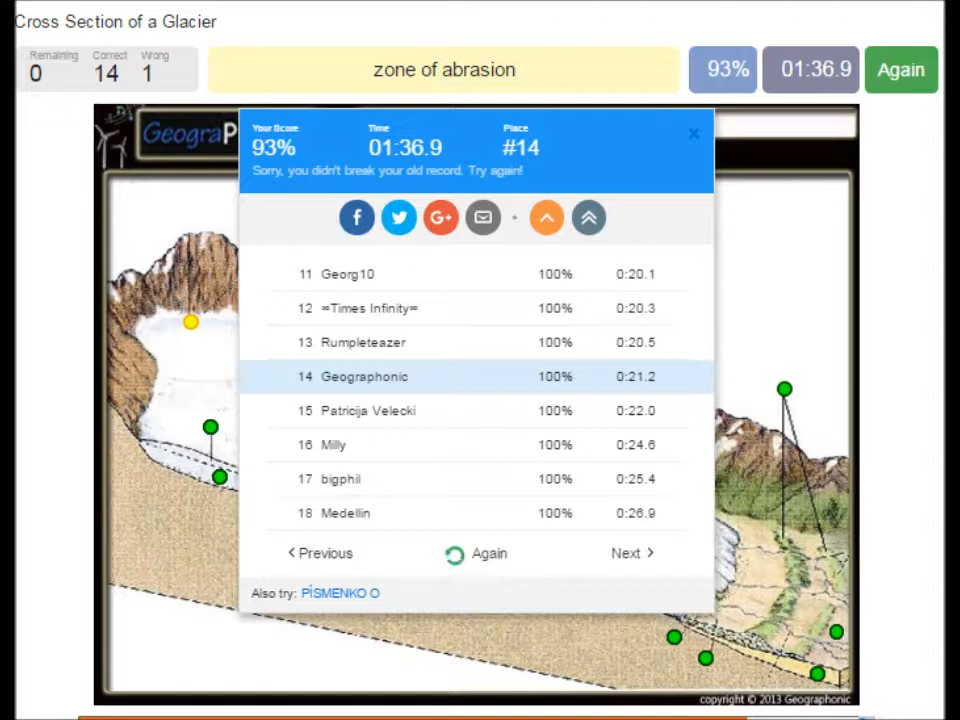 Cross Section of a Glacier
Remaining Correct Wrong
0 14 1
zone of abrasion
93%
01:36.9
Again
GeograP
Your Score Time Place
93% 01:36.9 #14
Sorry, you didn't break your old record. Try again!
11 Georg10 100% 0:20.1
12 ∞Times Infinity∞ 100% 0:20.3
13 Rumpleteazer 100% 0:20.5
14 Geographonic 100% 0:21.2
15 Patricija Velecki 100% 0:22.0
16 Milly 100% 0:24.6
17 bigphil 100% 0:25.4
18 Medellin 100% 0:26.9
Previous Again Next
Also try: PÍSMENKO O
copyright © 2013 Geographonic